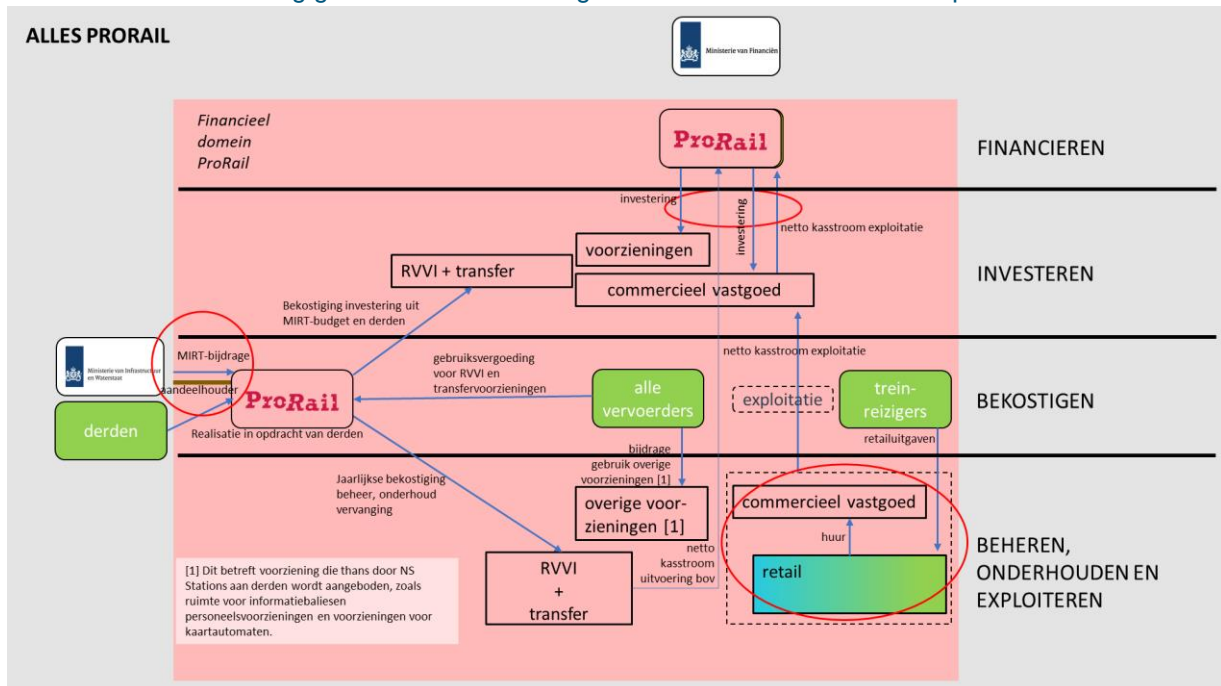 ALLES PRORAIL
Ministerie van Financiën
Financieel
domein
ProRail
ProRail
FINANCIEREN
investering
investering
netto kasstroom exploitatie
voorzieningen
RVVI + transfer
commercieel vastgoed
INVESTEREN
Bekostiging investering uit
MIRT-budget en derden
MIRT-bijdrage
Ministerie van Infrastructuur
en Waterstaat
aandeelhouder
ProRail
derden
Realisatie in opdracht van derden
gebruiksvergoeding
voor RVVI en
transfervoorzieningen
alle
vervoerders
netto kasstroom exploitatie
exploitatie
trein-
reizigers
retailuitgaven
BEKOSTIGEN
Jaarlijkse bekostiging
beheer, onderhoud
vervanging
bijdrage
gebruik overige
voorzieningen [1]
overige voor-
zieningen [1]
commercieel vastgoed
huur
retail
netto
kasstroom
uitvoering bov
RVVI
+
transfer
BEHEREN,
ONDERHOUDEN EN
EXPLOITEREN
[1] Dit betreft voorziening die thans door NS
Stations aan derden wordt aangeboden, zoals
ruimte voor informatiebaliesen
personeelsvoorzieningen en voorzieningen voor
kaartautomaten.